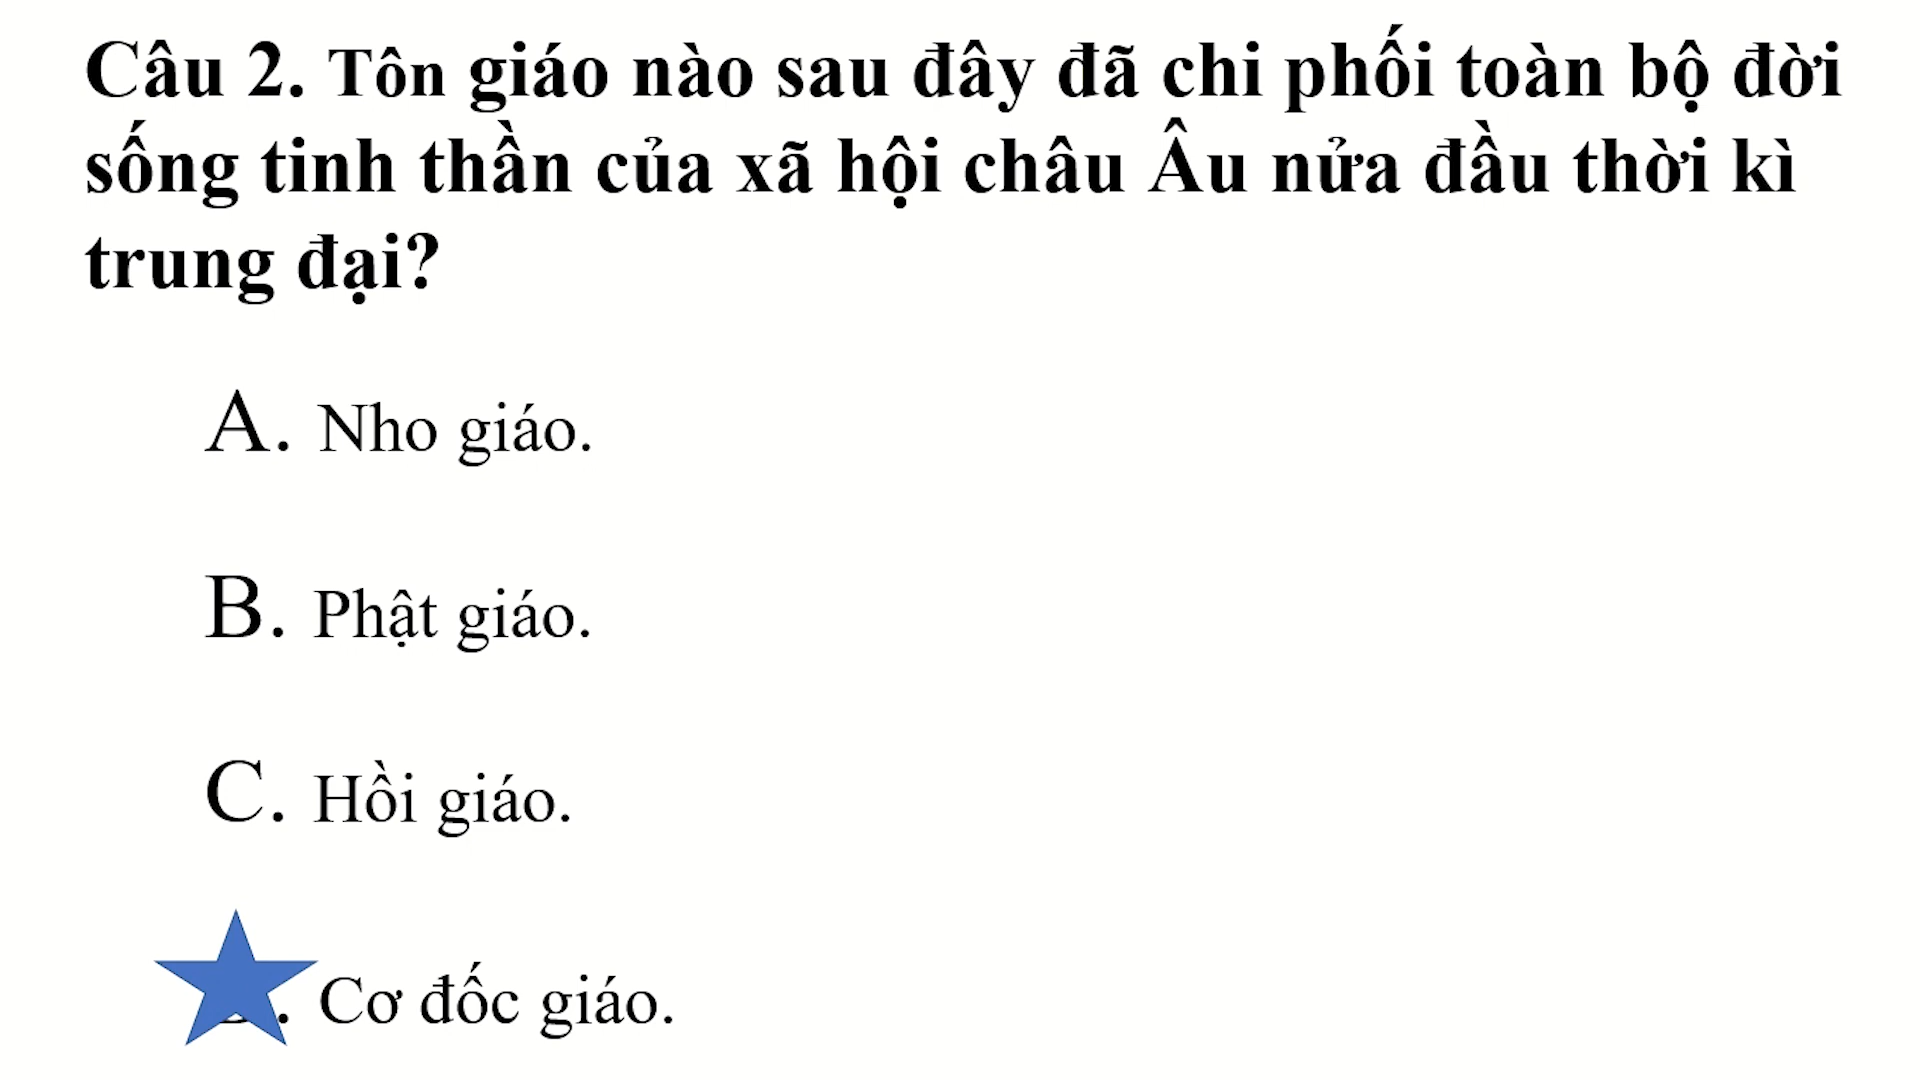 Câu 2. Tôn giáo nào sau đây đã chi phối toàn bộ đời
sống tinh thần của xã hội châu Âu nửa đầu thời kì
trung đại?
A. Nho giáo.
B. Phật giáo.
C. Hồi giáo.
. Cơ đốc giáo.